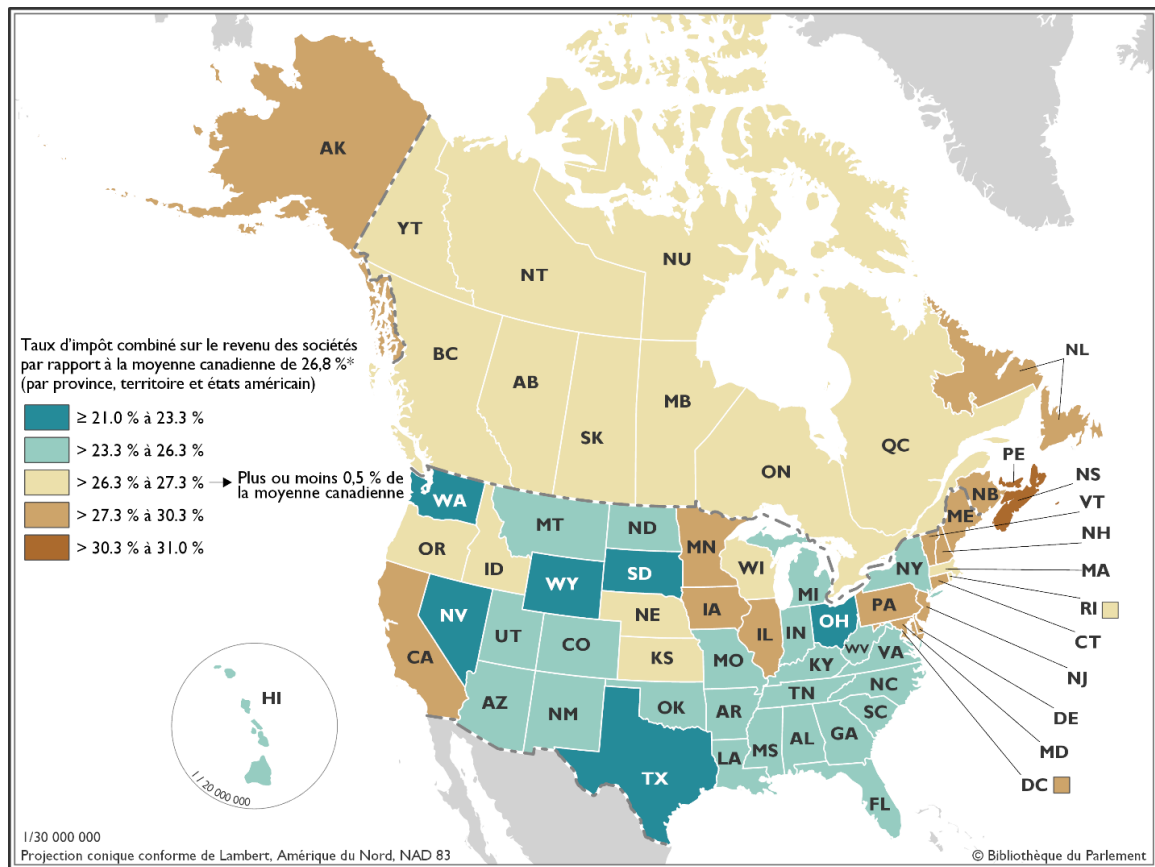 AK
YT
NT
NU
BC
AB
SK
MB
ON
QC
NL
PE
NS
NB
ME
VT
NH
MA
RI
CT
NJ
DE
MD
DC
Taux d'impôt combiné sur le revenu des sociétés
par rapport à la moyenne canadienne de 26,8 %*
(par province, territoire et états américain)
≥ 21.0 % à 23.3 %
> 23.3 % à 26.3 %
> 26.3 % à 27.3 %
Plus ou moins 0,5 % de
la moyenne canadienne
> 27.3 % à 30.3 %
> 30.3 % à 31.0 %
WA
MT
ND
MN
OR
ID
WY
SD
WI
MI
NY
NV
UT
CO
NE
IA
IL
IN
OH
PA
CA
KS
MO
KY
WV
VA
AZ
NM
OK
AR
TN
NC
SC
TX
LA
MS
AL
GA
FL
HI
1 / 20 000 000
1/30 000 000
Projection conique conforme de Lambert, Amérique du Nord, NAD 83
© Bibliothèque du Parlement